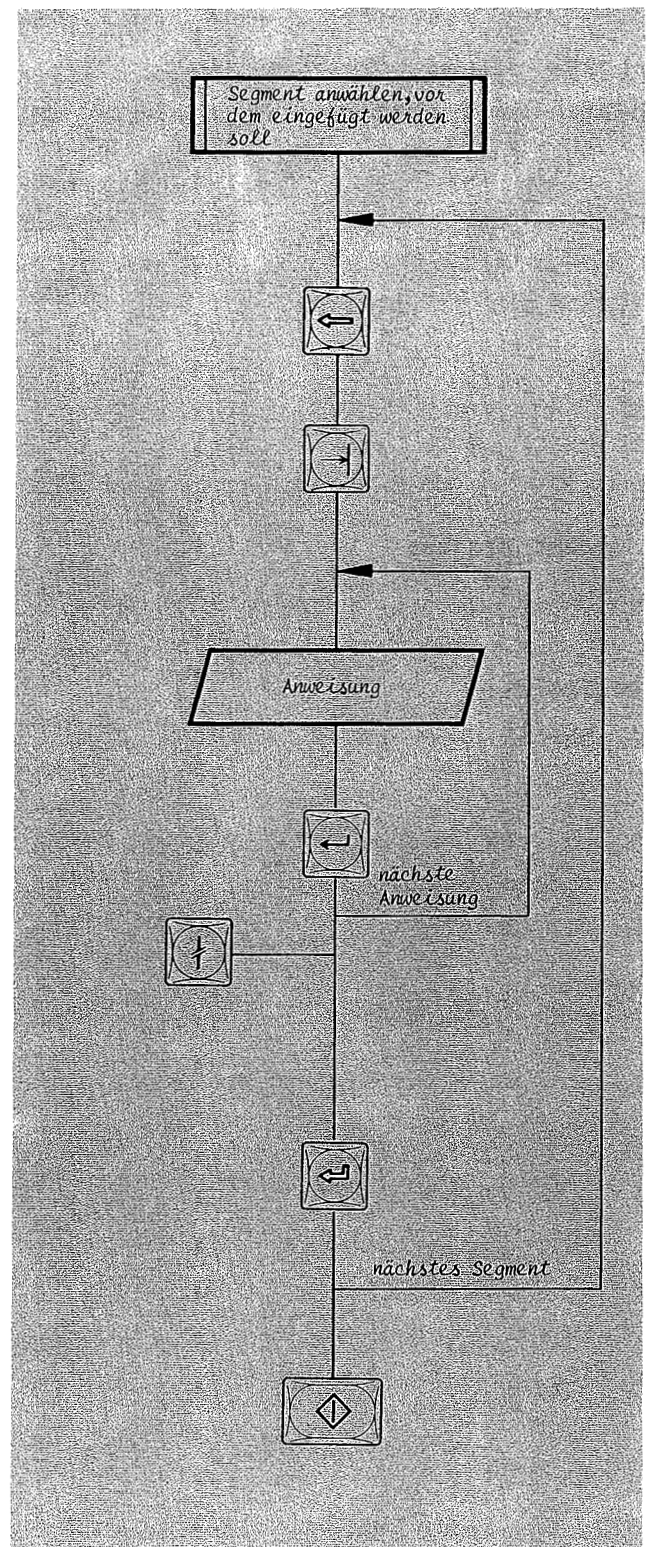 Segment anwählen, vor
dem eingefügt werden
soll
Anweisung
nächste
Anweisung
nächstes Segment